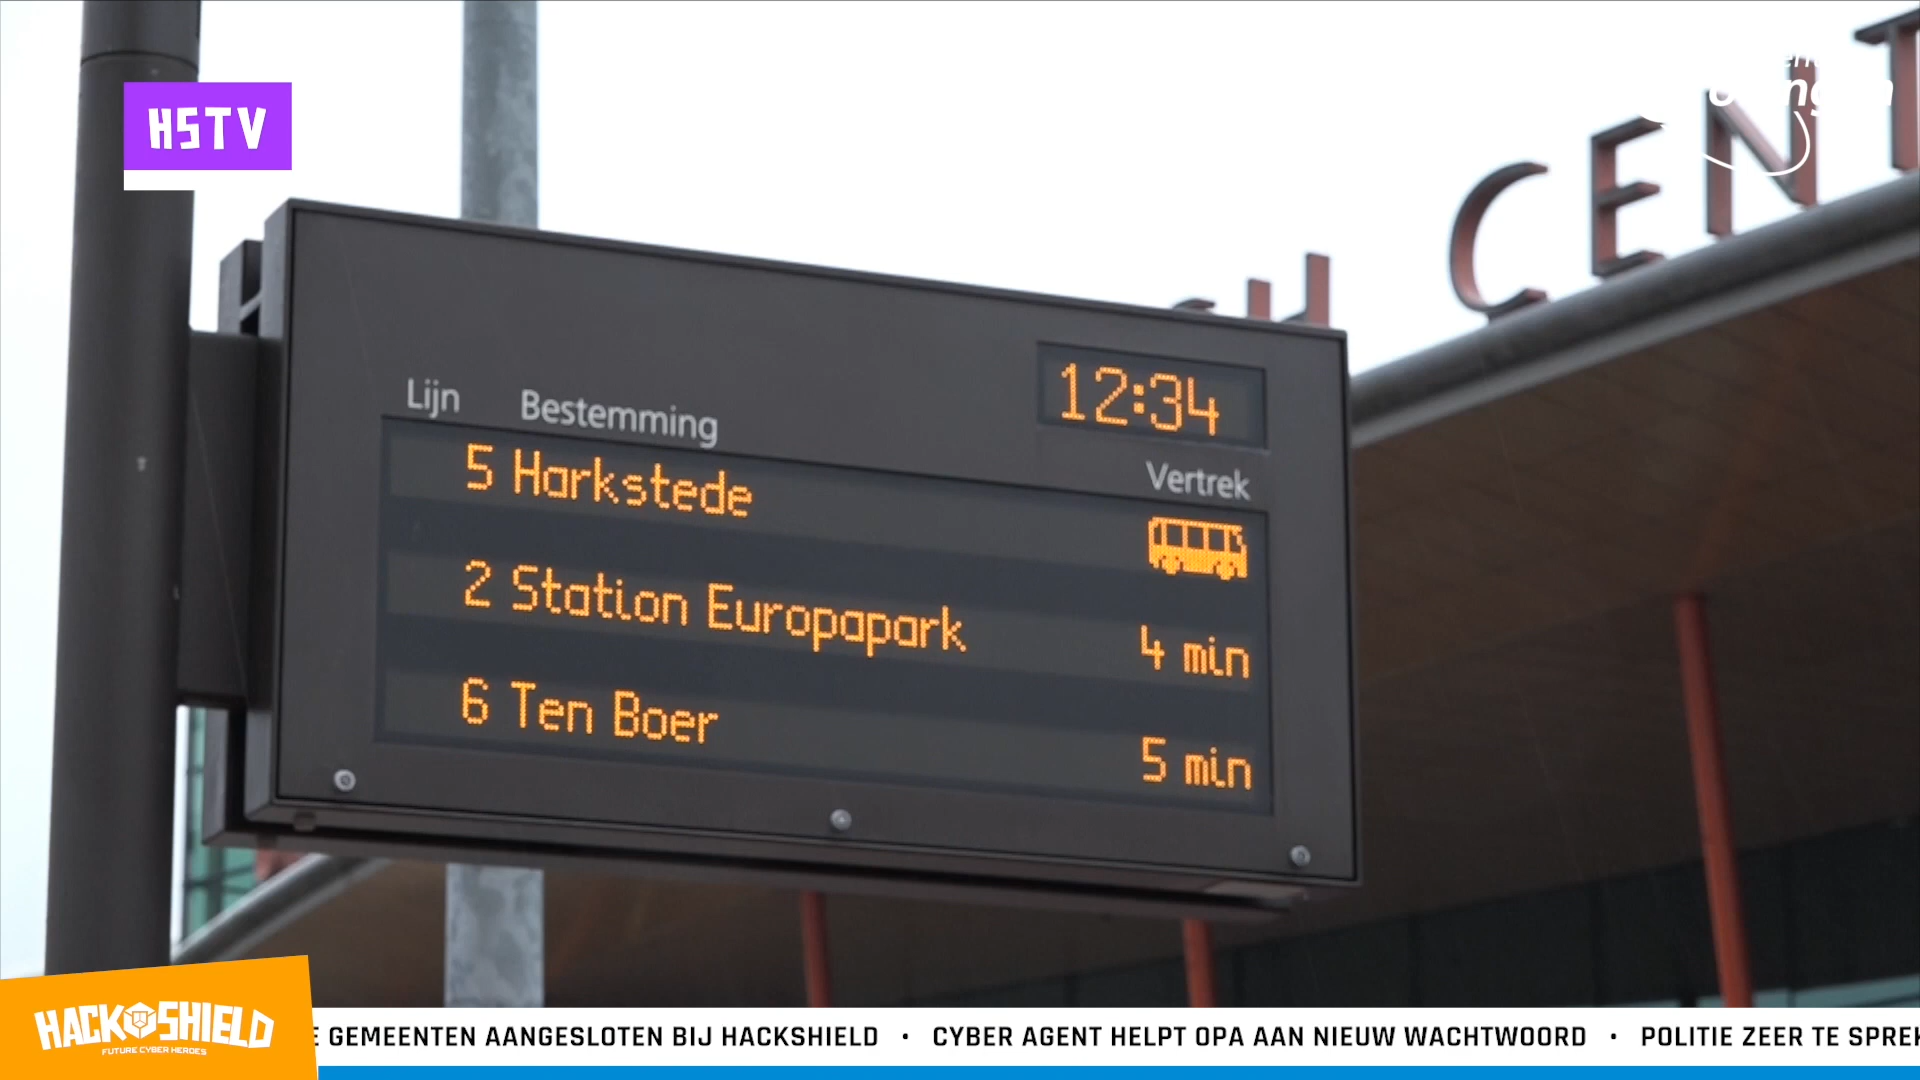 HSTV
CENT
12:34
Lijn Bestemming Vertrek
5 Harkstede
2 Station Europapark 4 min
6 Ten Boer 5 min
HACKSHIELD
FUTURE CYBER HEROES
GEMEENTEN AANGESLOTEN BIJ HACKSHIELD • CYBER AGENT HELPT OPA AAN NIEUW WACHTWOORD • POLITIE ZEER TE SPREK